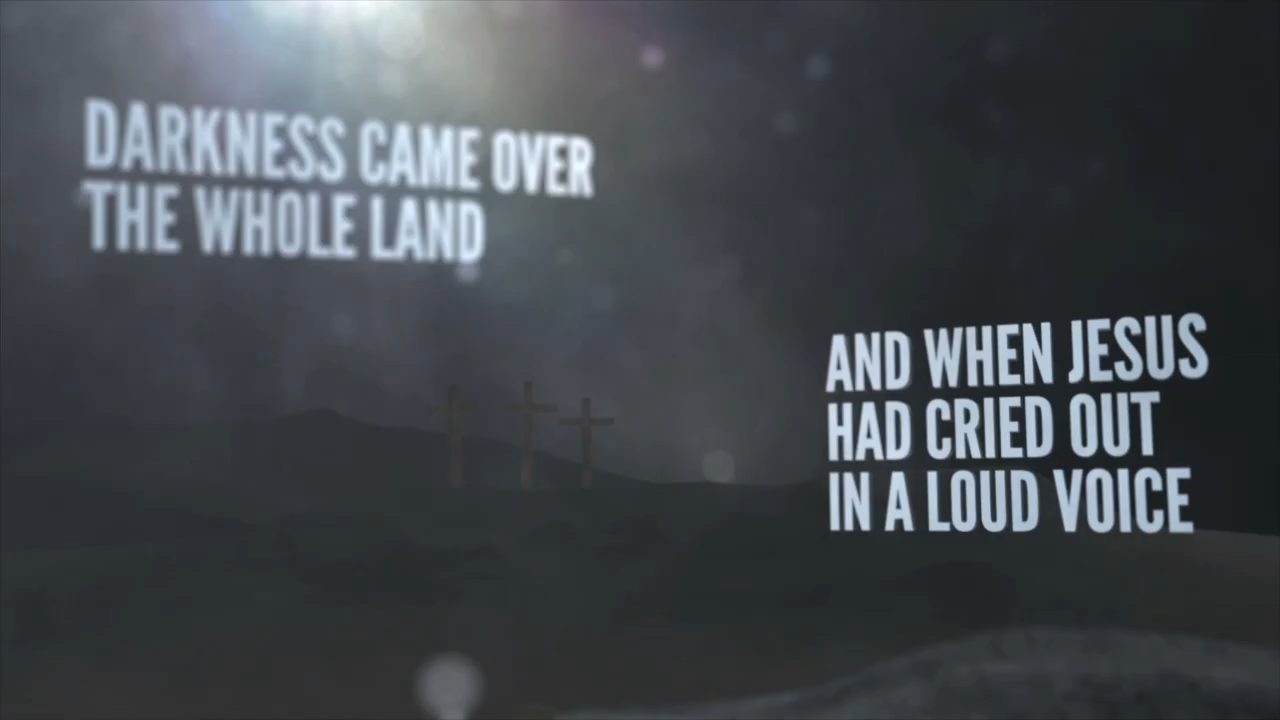 DARKNESS CAME OVER
THE WHOLE LAND
AND WHEN JESUS
HAD CRIED OUT
IN A LOUD VOICE